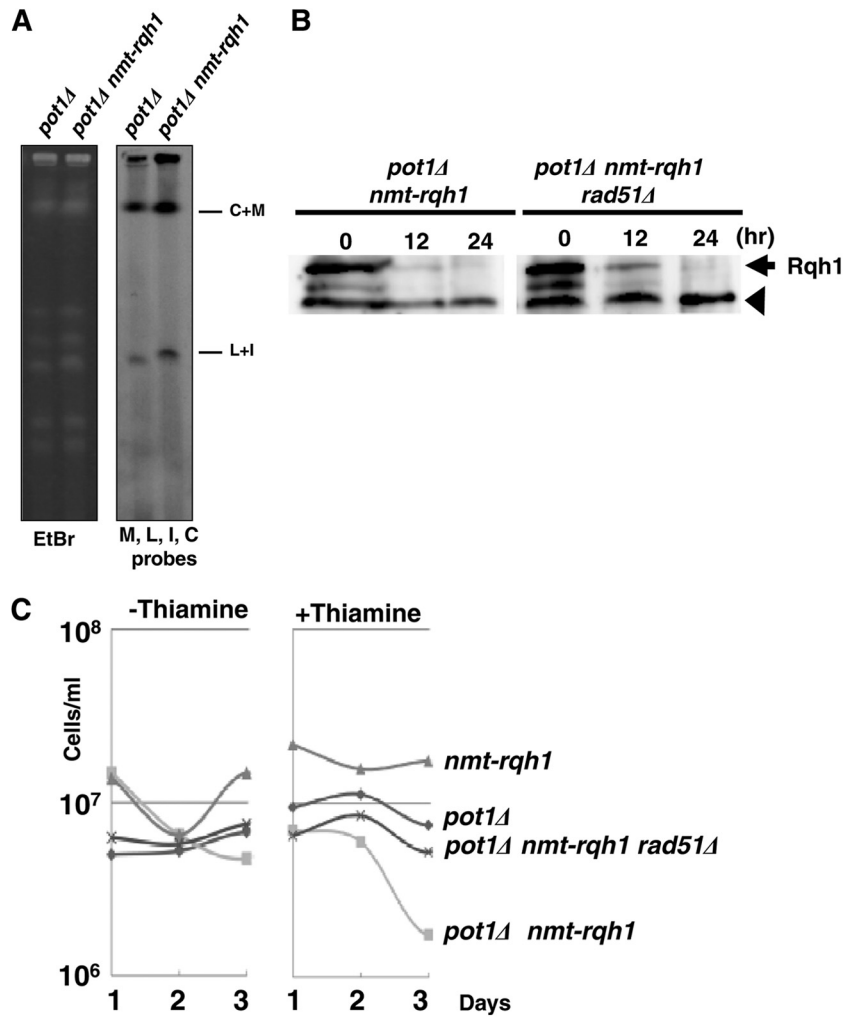 A
pot1Δ
pot1Δ nmt-rqh1
pot1Δ
pot1Δ nmt-rqh1
C+M
L+I
EtBr
M, L, I, C
probes
B
pot1Δ
nmt-rqh1
pot1Δ nmt-rqh1
rad51Δ
0 12 24 0 12 24 (hr)
Rqh1
C
-Thiamine
+Thiamine
10⁸
10⁷
10⁶
Cells/ml
nmt-rqh1
pot1Δ
pot1Δ nmt-rqh1 rad51Δ
pot1Δ nmt-rqh1
1 2 3 1 2 3 Days